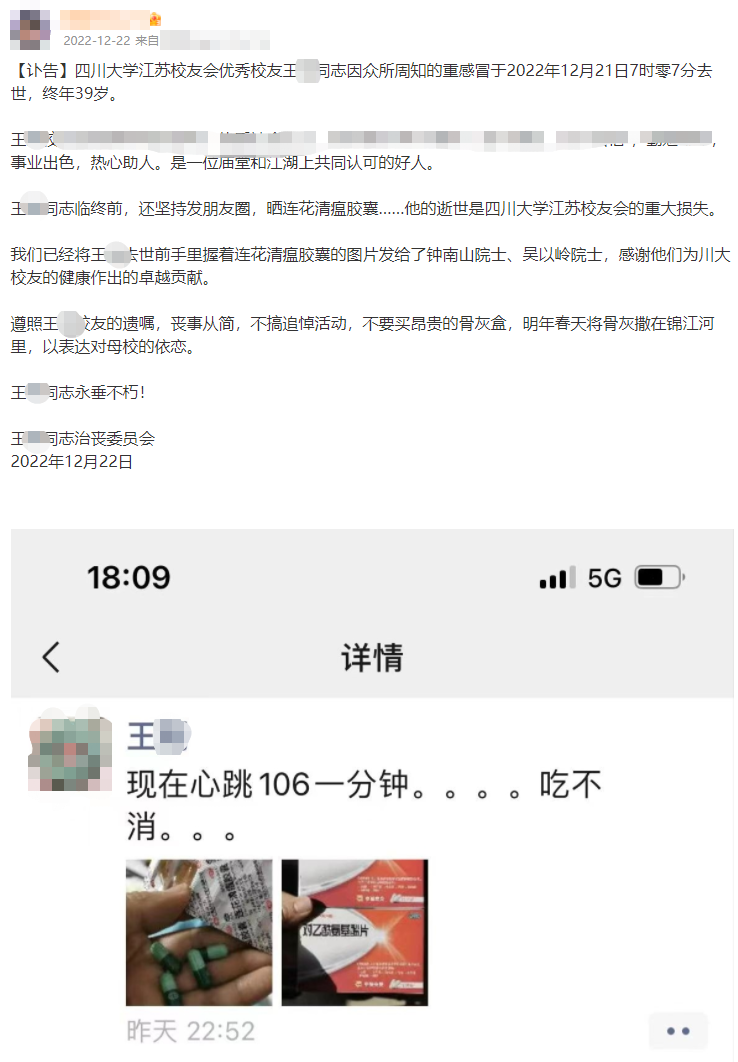 2022-12-22 来自
【讣告】四川大学江苏校友会优秀校友王 同志因众所周知的重感冒于2022年12月21日7时零7分去
世，终年39岁。
王
事业出色，热心助人。是一位庙堂和江湖上共同认可的好人。
王 同志临终前，还坚持发朋友圈，晒连花清瘟胶囊……他的逝世是四川大学江苏校友会的重大损失。
我们已经将王 去世前手里握着连花清瘟胶囊的图片发给了钟南山院士、吴以岭院士，感谢他们为川大
校友的健康作出的卓越贡献。
遵照王 校友的遗嘱，丧事从简，不搞追悼活动，不要买昂贵的骨灰盒，明年春天将骨灰撒在锦江河
里，以表达对母校的依恋。
王 同志永垂不朽！
王 同志治丧委员会
2022年12月22日
18:09
5G
详情
王
现在心跳106一分钟。。。。吃不
消。。。
对乙酰氨基酚片
昨天 22:52